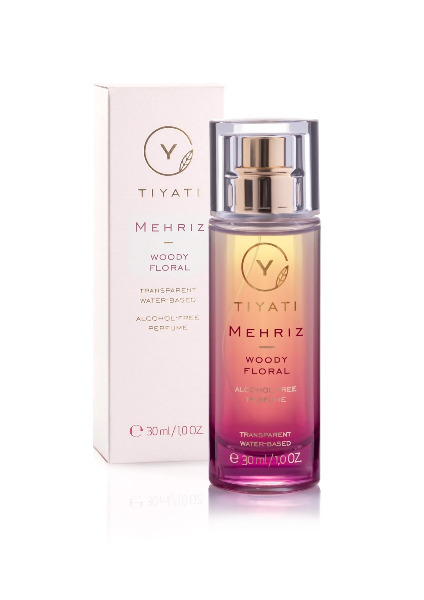 Y
TIYATI
MEHRIZ
WOODY
FLORAL
TRANSPARENT
WATER-BASED
ALCOHOL-FREE
PERFUME
℮ 30 ml / 1,0 OZ
Y
TIYATI
MEHRIZ
WOODY
FLORAL
ALCOHOL-FREE
PERFUME
TRANSPARENT
WATER-BASED
℮ 30 ml / 1,0 OZ